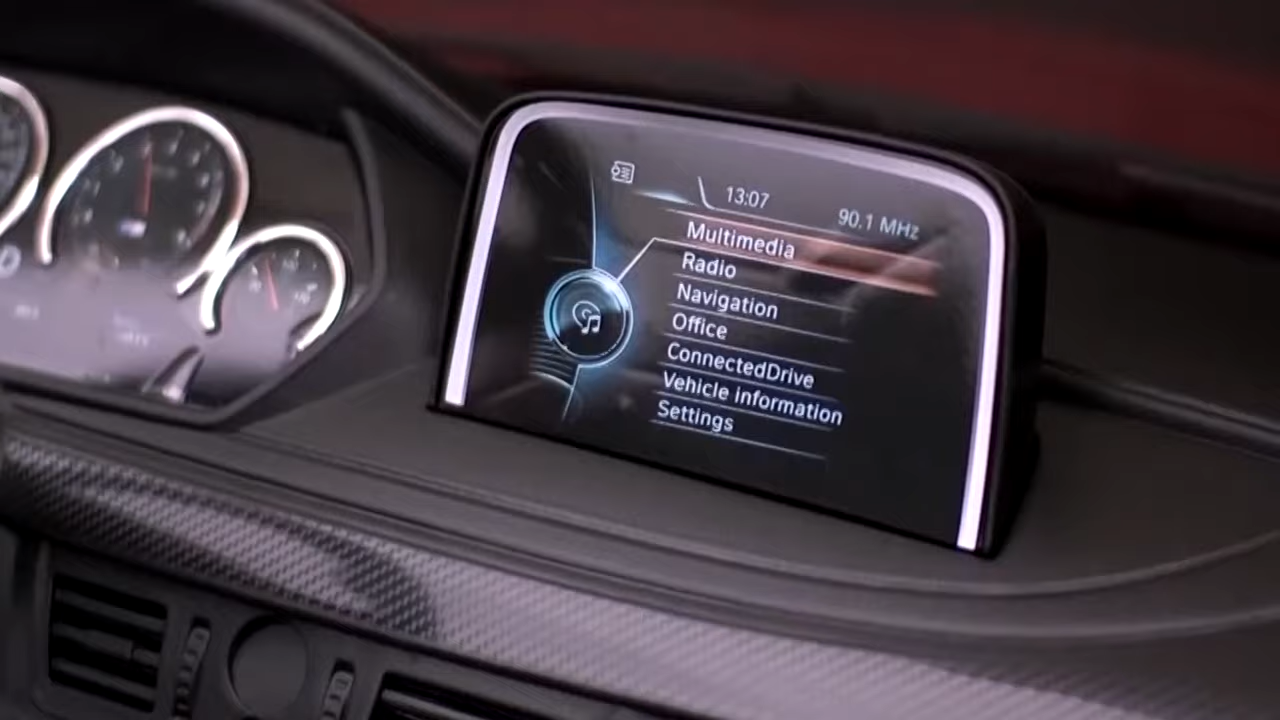 13:07
90.1 MHz
Multimedia
Radio
Navigation
Office
ConnectedDrive
Vehicle information
Settings